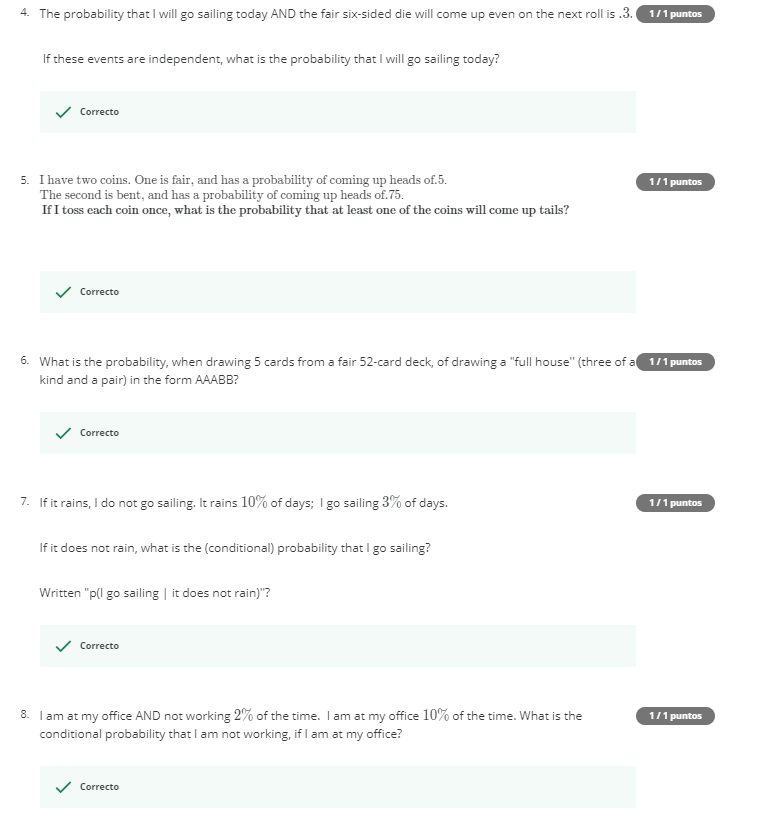 4. The probability that I will go sailing today AND the fair six-sided die will come up even on the next roll is .3. 1 / 1 puntos
If these events are independent, what is the probability that I will go sailing today?
Correcto
5. I have two coins. One is fair, and has a probability of coming up heads of.5. 1 / 1 puntos
The second is bent, and has a probability of coming up heads of.75.
If I toss each coin once, what is the probability that at least one of the coins will come up tails?
Correcto
6. What is the probability, when drawing 5 cards from a fair 52-card deck, of drawing a "full house" (three of a 1 / 1 puntos
kind and a pair) in the form AAABB?
Correcto
7. If it rains, I do not go sailing. It rains 10% of days; I go sailing 3% of days. 1 / 1 puntos
If it does not rain, what is the (conditional) probability that I go sailing?
Written "p(I go sailing | it does not rain)"?
Correcto
8. I am at my office AND not working 2% of the time. I am at my office 10% of the time. What is the 1 / 1 puntos
conditional probability that I am not working, if I am at my office?
Correcto